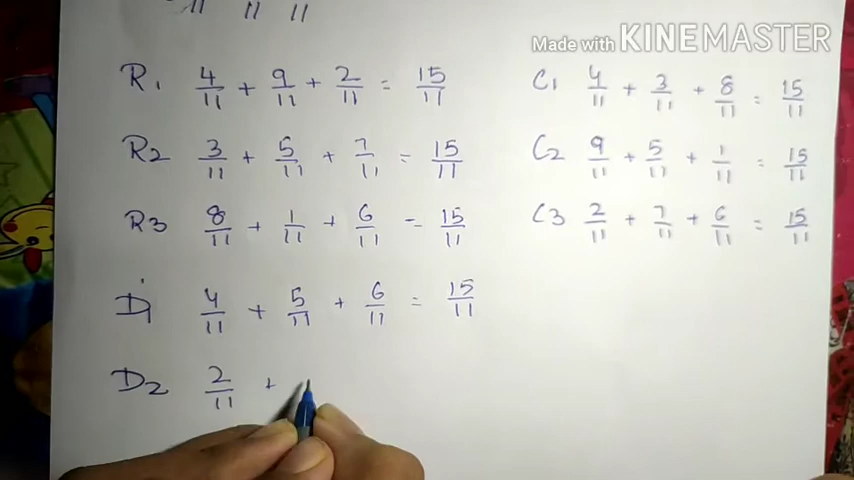 11 11 11
Made with KINEMASTER
R1 4/11 + 9/11 + 2/11 = 15/11
C1 4/11 + 3/11 + 8/11 = 15/11
R2 3/11 + 5/11 + 7/11 = 15/11
C2 9/11 + 5/11 + 1/11 = 15/11
R3 8/11 + 1/11 + 6/11 = 15/11
C3 2/11 + 7/11 + 6/11 = 15/11
D1 4/11 + 5/11 + 6/11 = 15/11
D2 2/11 +